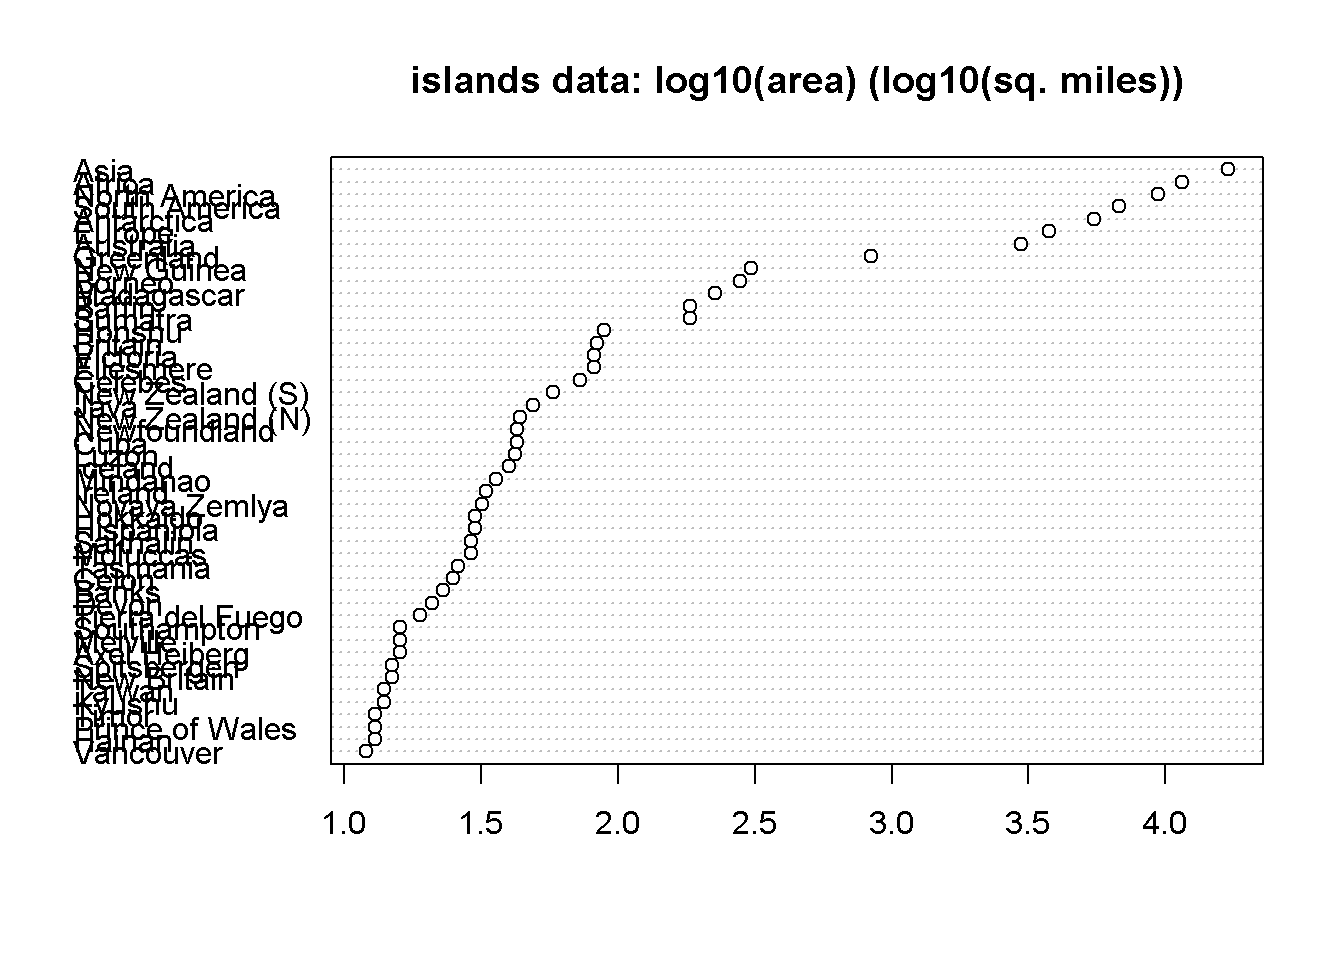 islands data: log10(area) (log10(sq. miles))
Asia
Africa
North America
South America
Antarctica
Europe
Australia
Greenland
New Guinea
Borneo
Madagascar
Baffin
Sumatra
Honshu
Britain
Victoria
Ellesmere
Celebes
New Zealand (S)
Java
New Zealand (N)
Newfoundland
Cuba
Luzon
Iceland
Mindanao
Ireland
Novaya Zemlya
Hokkaido
Hispaniola
Sakhalin
Moluccas
Tasmania
Celon
Banks
Devon
Tierra del Fuego
Southampton
Melville
Axel Heiberg
Spitsbergen
New Britain
Taiwan
Kyushu
Timor
Prince of Wales
Hainan
Vancouver
1.0 1.5 2.0 2.5 3.0 3.5 4.0